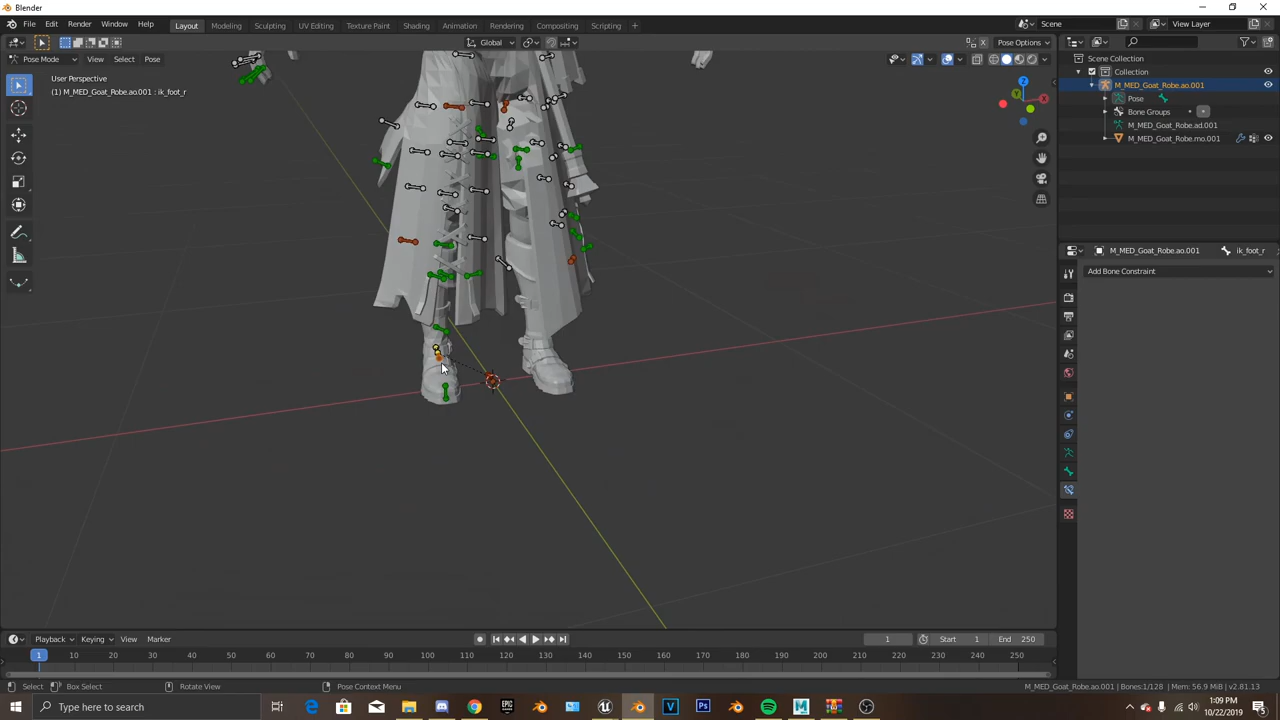 Blender
File Edit Render Window Help Layout Modeling Sculpting UV Editing Texture Paint Shading Animation Rendering Compositing Scripting + Scene View Layer
Global Pose Options
Pose Mode View Select Pose
User Perspective
(1) M_MED_Goat_Robe.ao.001 : ik_foot_r
Z
X
Y
Scene Collection
Collection
M_MED_Goat_Robe.ao.001
Pose
Bone Groups
M_MED_Goat_Robe.ad.001
M_MED_Goat_Robe.mo.001
M_MED_Goat_Robe.ao.001 ik_foot_r
Add Bone Constraint
Playback Keying View Marker 1 Start 1 End 250
1 10 20 30 40 50 60 70 80 90 100 110 120 130 140 150 160 170 180 190 200 210 220 230 240 250
Select Box Select Rotate View Pose Context Menu M_MED_Goat_Robe.ao.001 | Bones:1/128 | Mem: 56.9 MiB | v2.81.13
Type here to search
1:09 PM
10/22/2019